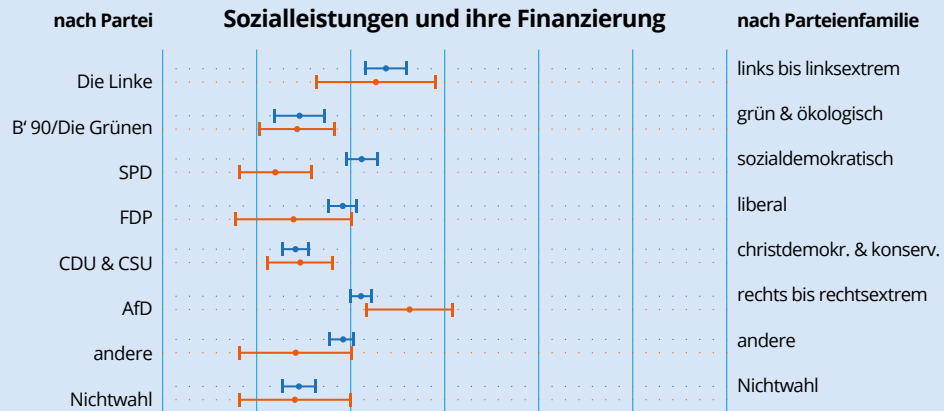 nach Partei
Sozialleistungen und ihre Finanzierung
nach Parteienfamilie
Die Linke
links bis linksextrem
B‘ 90/Die Grünen
grün & ökologisch
SPD
sozialdemokratisch
FDP
liberal
CDU & CSU
christdemokr. & konserv.
AfD
rechts bis rechtsextrem
andere
andere
Nichtwahl
Nichtwahl